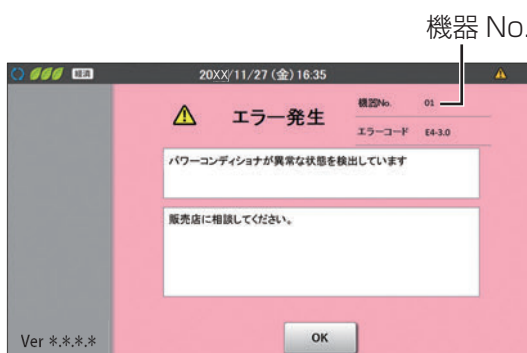 機器 No.
経済
20XX/11/27 (金) 16:35
エラー発生
機器No. 01
エラーコード E4-3.0
パワーコンディショナが異常な状態を検出しています
販売店に相談してください。
OK
Ver *.*.*.*